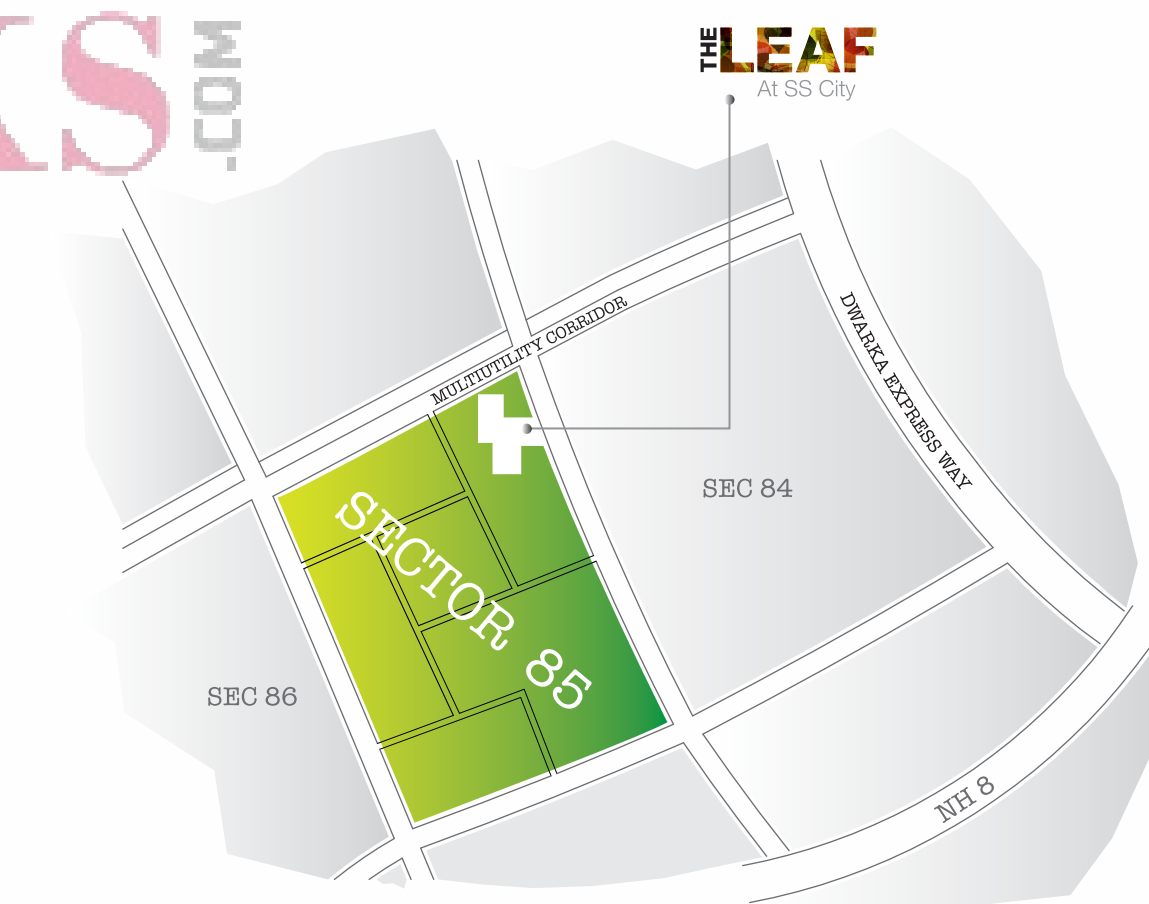 KS
.COM
THE
LEAF
At SS City
MULTIUTILITY CORRIDOR
DWARKA EXPRESS WAY
SEC 84
SECTOR 85
SEC 86
NH 8